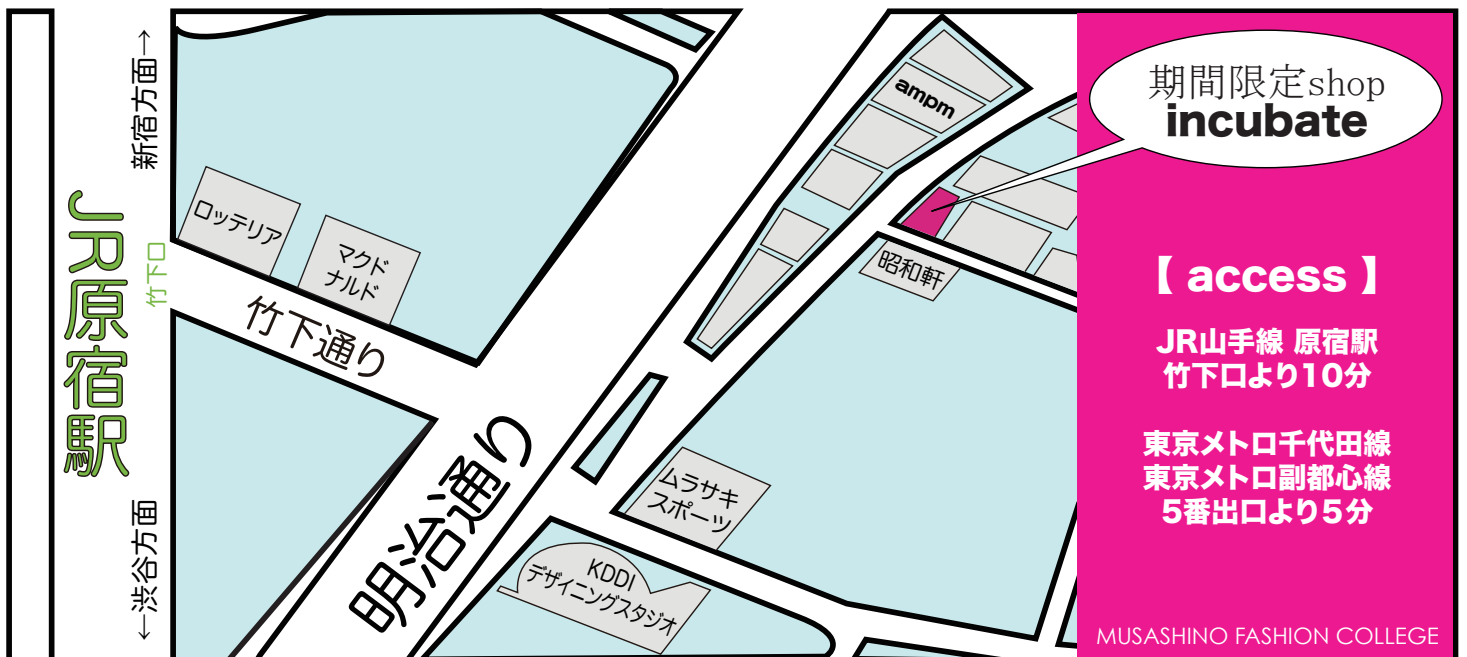 新宿方面→
JR原宿駅
竹下口
←渋谷方面
ロッテリア
マクド
ナルド
竹下通り
明治通り
ampm
昭和軒
ムラサキ
スポーツ
KDDI
デザイニングスタジオ
期間限定shop
incubate
【 access 】
JR山手線 原宿駅
竹下口より10分
東京メトロ千代田線
東京メトロ副都心線
5番出口より5分
MUSASHINO FASHION COLLEGE